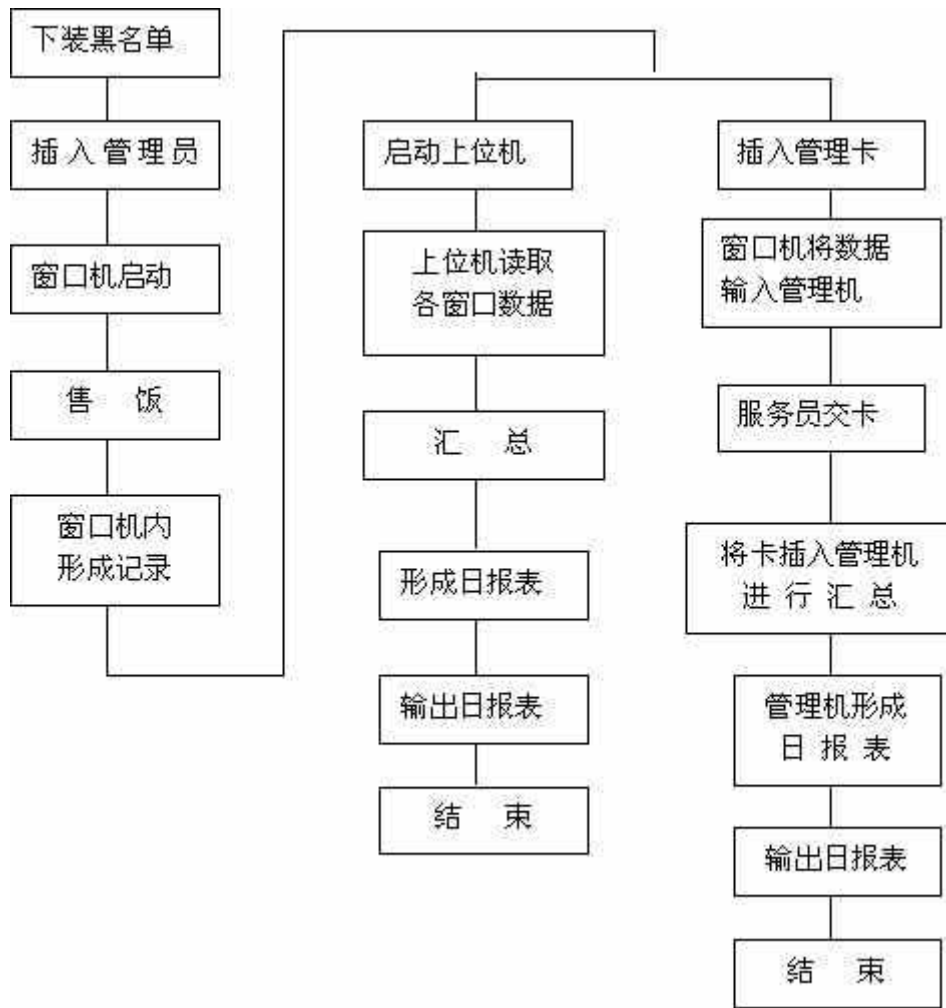 下装黑名单
插入管理员
窗口机启动
售 饭
窗口机内
形成记录
启动上位机
上位机读取
各窗口数据
汇 总
形成日报表
输出日报表
结 束
插入管理卡
窗口机将数据
输入管理机
服务员交卡
将卡插入管理机
进 行 汇 总
管理机形成
日 报 表
输出日报表
结 束